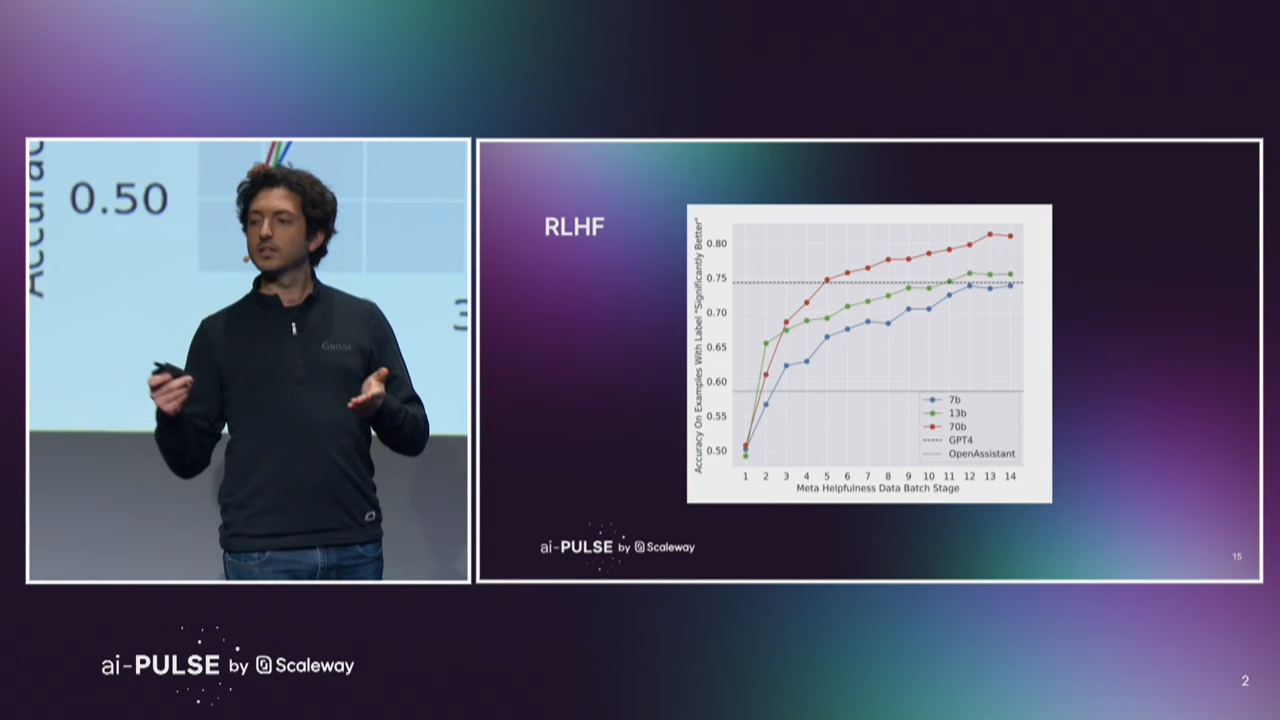 Accurac
0.50
GenAI
RLHF
Accuracy On Examples With Label "Significantly Better"
0.80
0.75
0.70
0.65
0.60
0.55
0.50
7b
13b
70b
GPT4
OpenAssistant
1 2 3 4 5 6 7 8 9 10 11 12 13 14
Meta Helpfulness Data Batch Stage
ai-PULSE by Scaleway
15
ai-PULSE by Scaleway
2